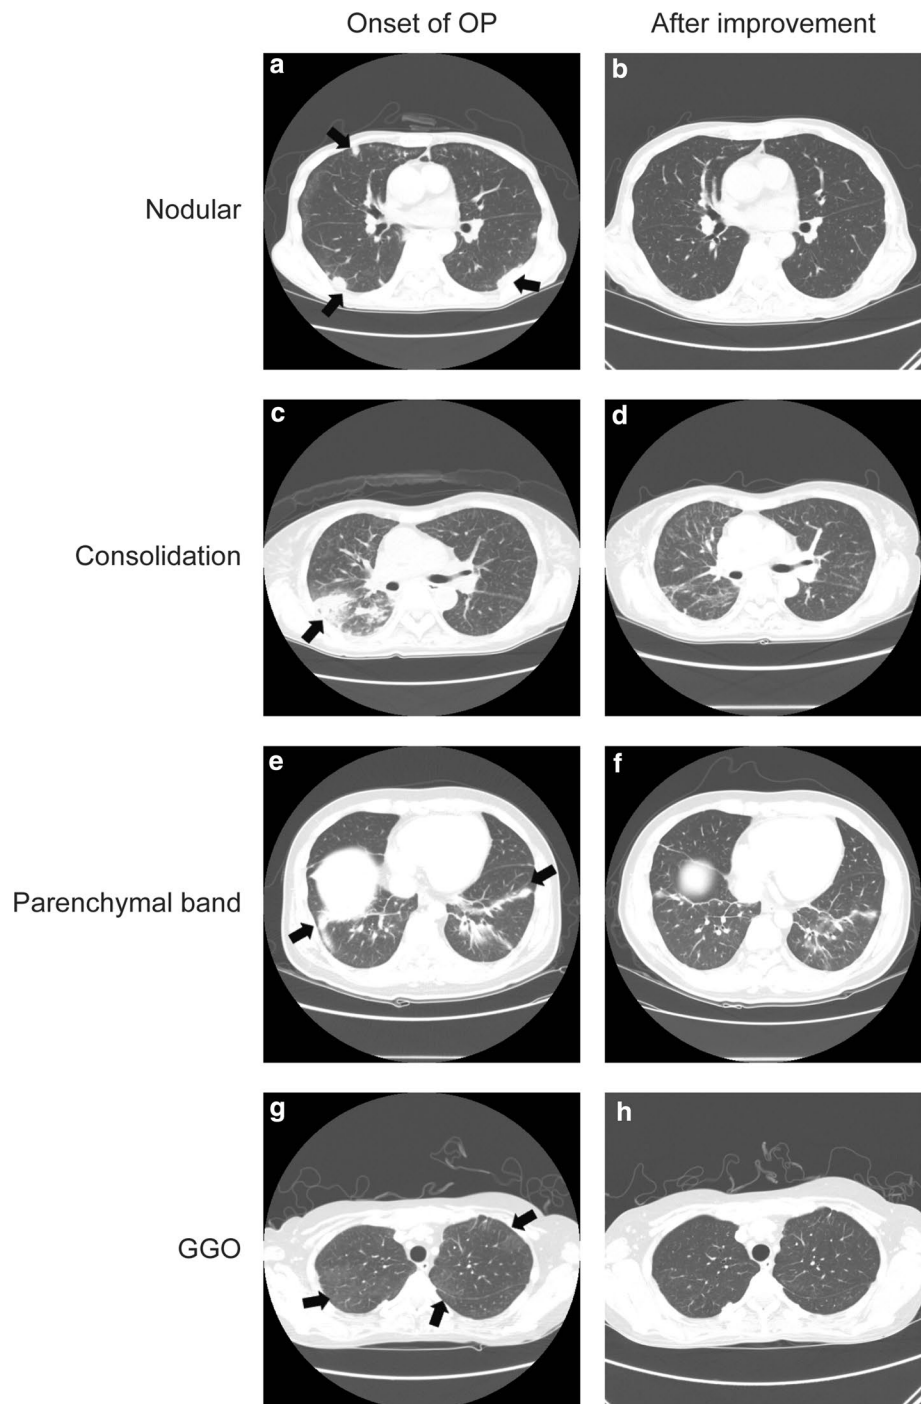 Onset of OP
After improvement
a
b
Nodular
c
d
Consolidation
e
f
Parenchymal band
g
h
GGO